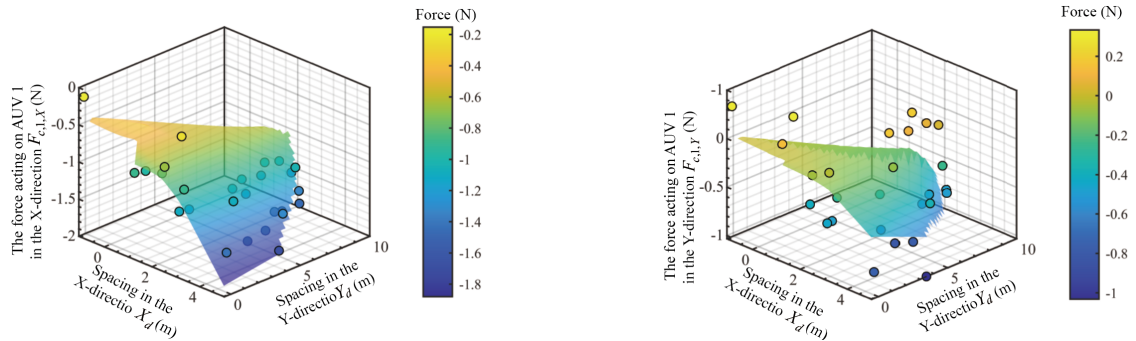 Force (N)
-0.2
-0.4
-0.6
-0.8
-1
-1.2
-1.4
-1.6
-1.8
The force acting on AUV 1
in the X-direction F_{c,1,X} (N)
0
-0.5
-1
-1.5
-2
0
2
4
Spacing in the
X-directio X_d (m)
0
5
10
Spacing in the
Y-directioY_d (m)
Force (N)
0.2
0
-0.2
-0.4
-0.6
-0.8
-1
The force acting on AUV 1
in the Y-direction F_{c,1,Y} (N)
-1
0
-0.5
-1
0
2
4
Spacing in the
X-directio X_d (m)
0
5
10
Spacing in the
Y-directioY_d (m)